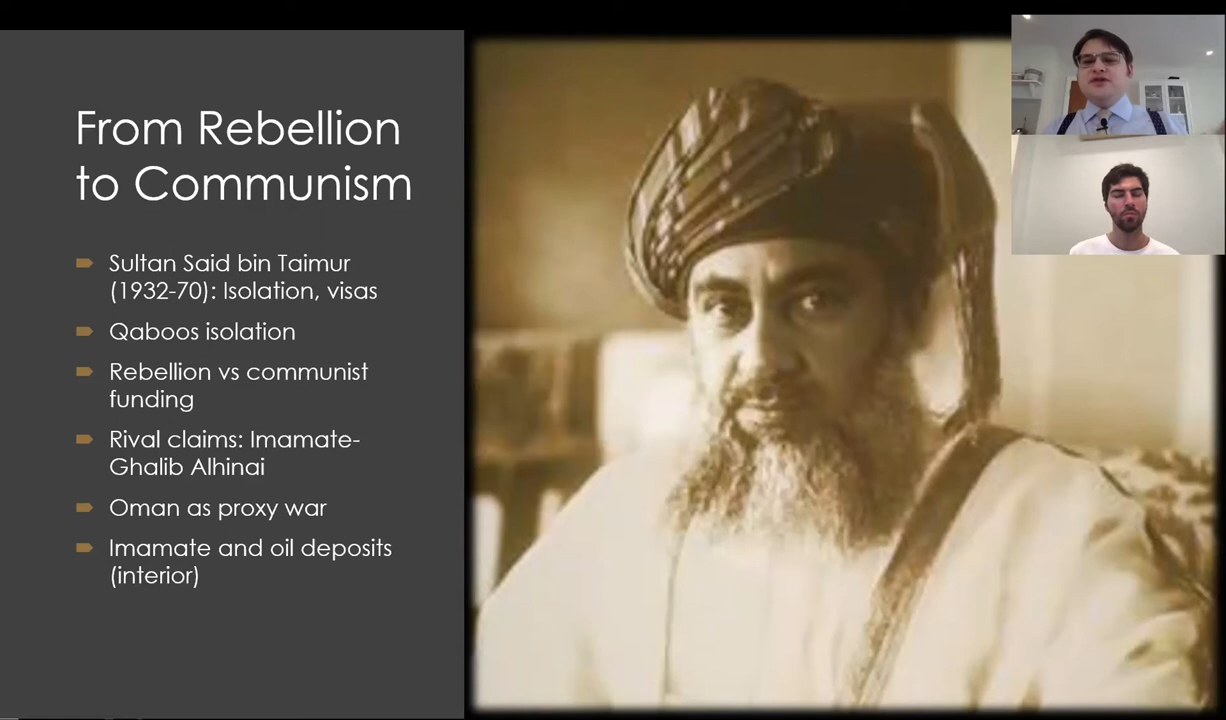 From Rebellion
to Communism
Sultan Said bin Taimur
(1932-70): Isolation, visas
Qaboos isolation
Rebellion vs communist
funding
Rival claims: Imamate-
Ghalib Alhinai
Oman as proxy war
Imamate and oil deposits
(interior)